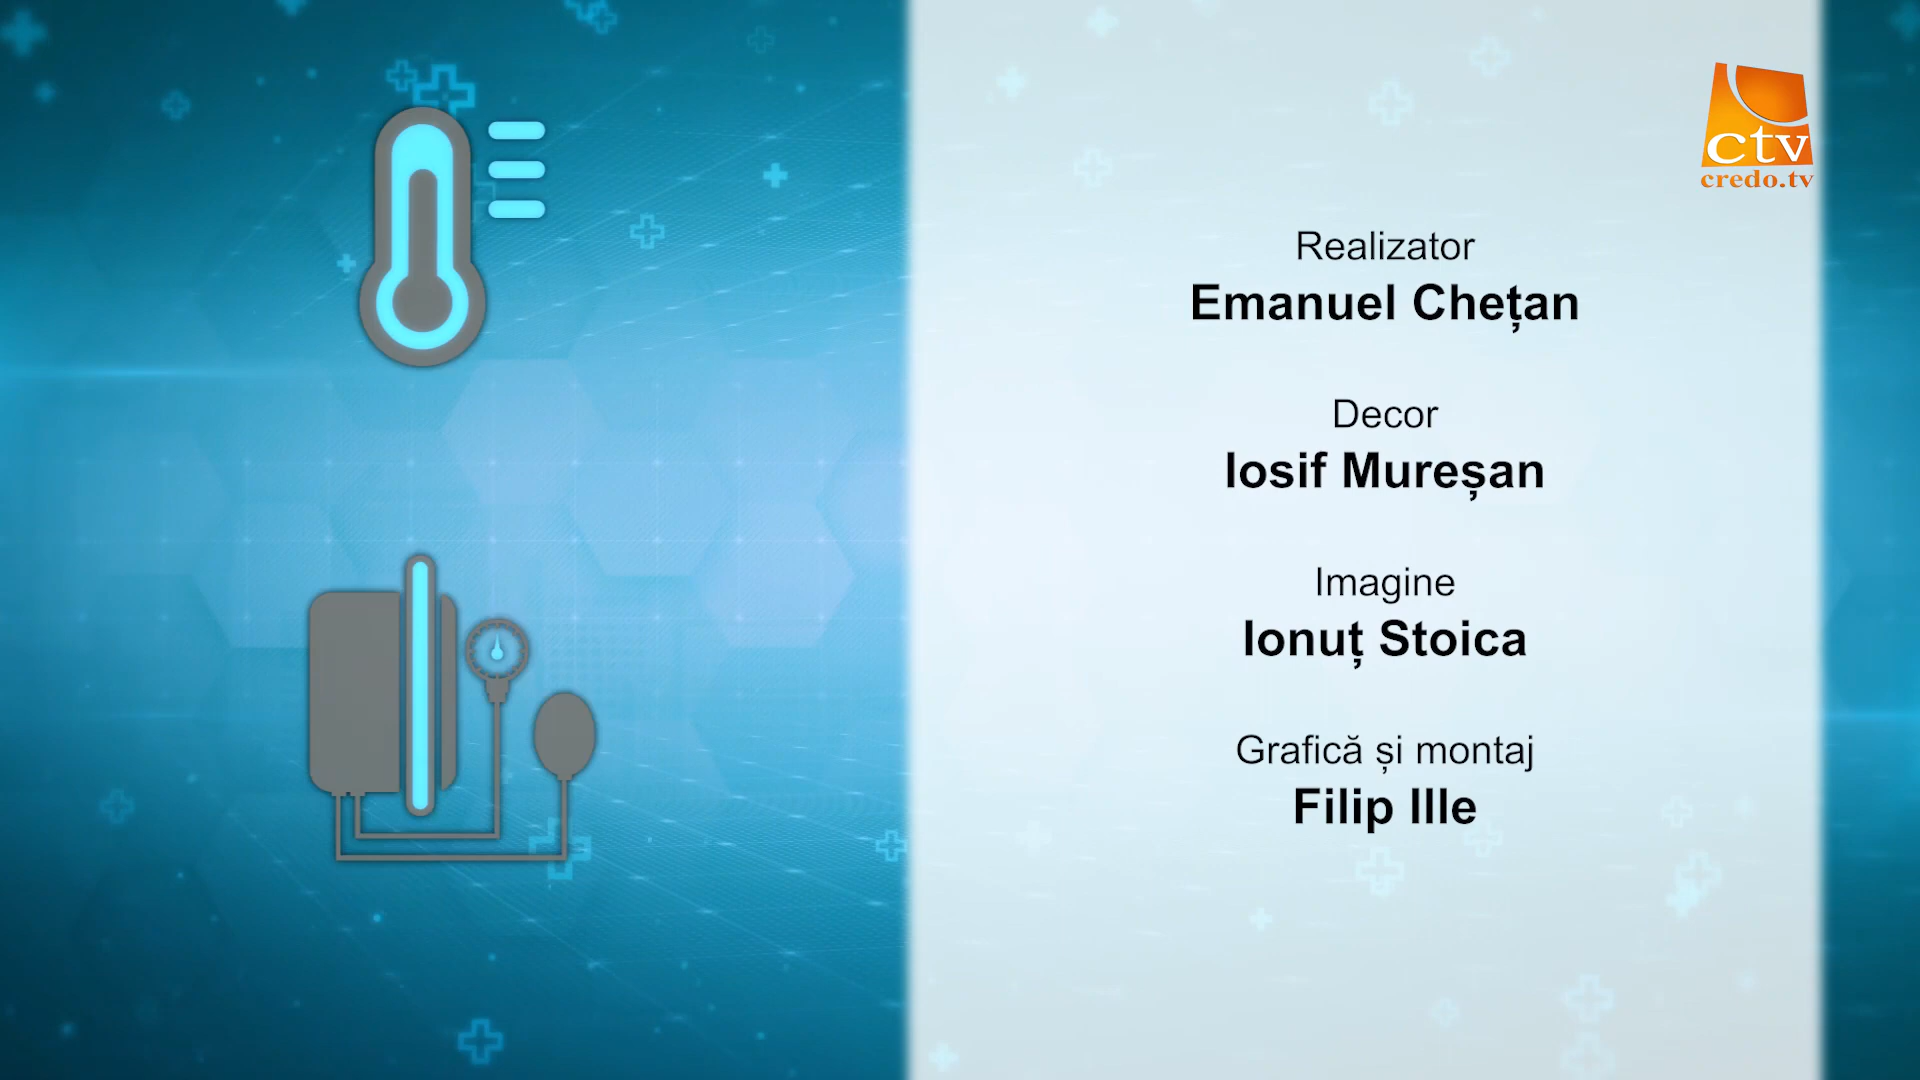 ctv
credo.tv
Realizator
Emanuel Chețan
Decor
Iosif Mureșan
Imagine
Ionuț Stoica
Grafică și montaj
Filip Ille